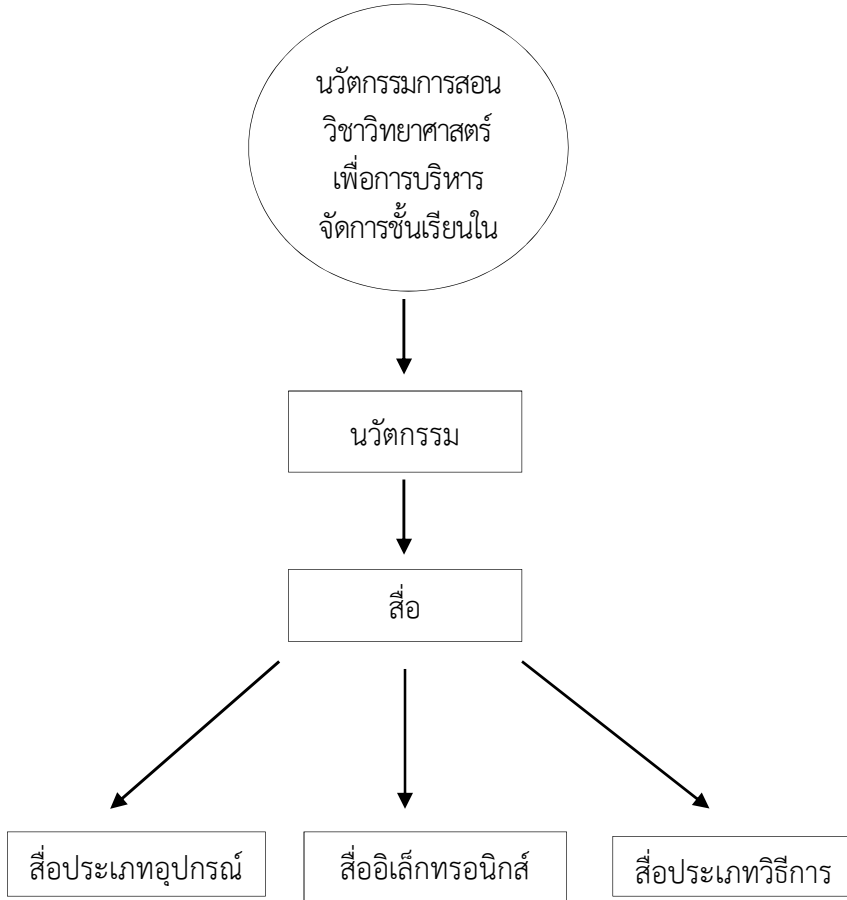 นวัตกรรมการสอน
วิชาวิทยาศาสตร์
เพื่อการบริหาร
จัดการชั้นเรียนใน
นวัตกรรม
สื่อ
สื่อประเภทอุปกรณ์
สื่ออิเล็กทรอนิกส์
สื่อประเภทวิธีการ